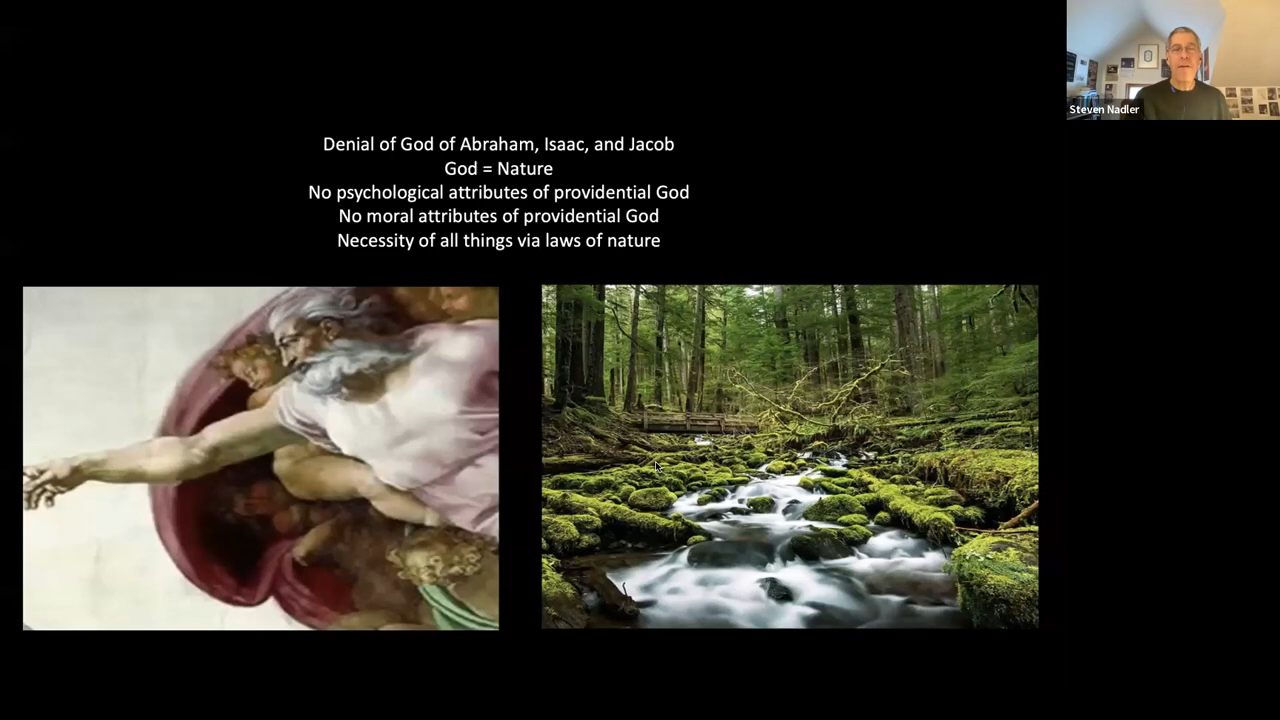 Denial of God of Abraham, Isaac, and Jacob
God = Nature
No psychological attributes of providential God
No moral attributes of providential God
Necessity of all things via laws of nature
Steven Nadler